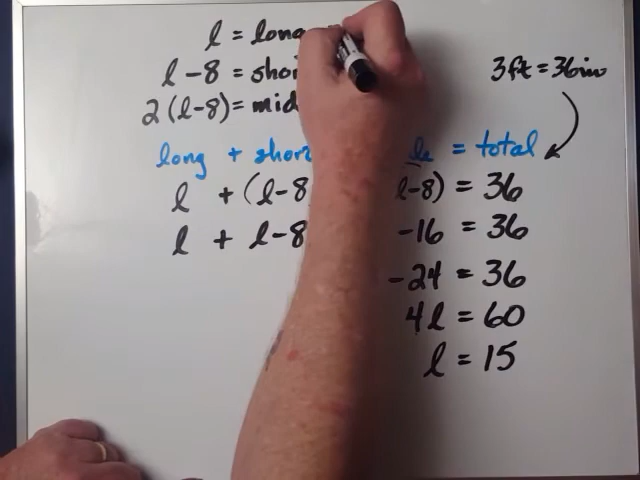 l = long
l - 8 = shor
2 (l-8) = mid
3ft = 36in
long + short le = total
l + (l-8 l-8) = 36
l + l-8 -16 = 36
-24 = 36
4l = 60
l = 15